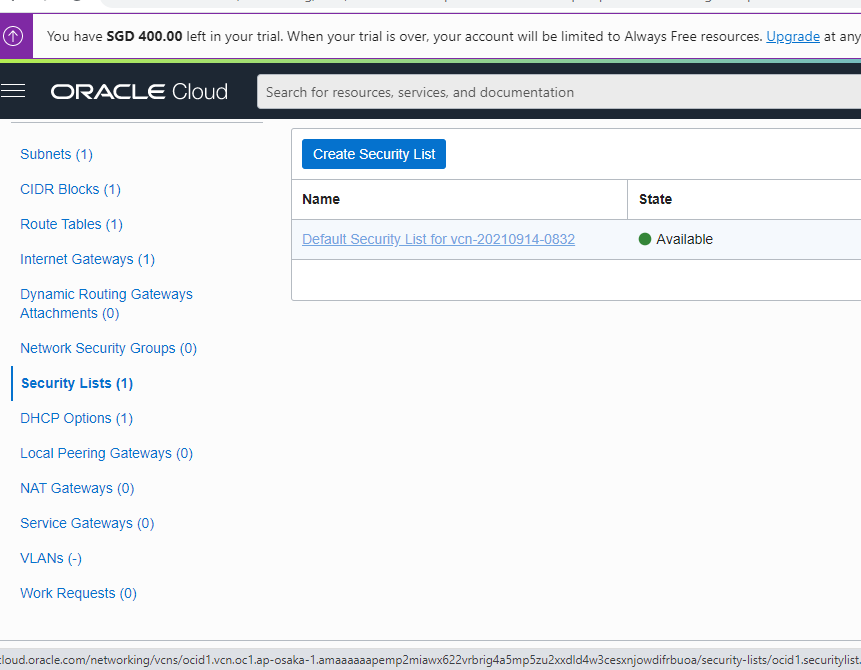 You have SGD 400.00 left in your trial. When your trial is over, your account will be limited to Always Free resources. Upgrade at any
ORACLE Cloud
Search for resources, services, and documentation
Subnets (1)
CIDR Blocks (1)
Route Tables (1)
Internet Gateways (1)
Dynamic Routing Gateways
Attachments (0)
Network Security Groups (0)
Security Lists (1)
DHCP Options (1)
Local Peering Gateways (0)
NAT Gateways (0)
Service Gateways (0)
VLANs (-)
Work Requests (0)
Create Security List
Name State
Default Security List for vcn-20210914-0832 Available
cloud.oracle.com/networking/vcns/ocid1.vcn.oc1.ap-osaka-1.amaaaaaapemp2miawx622vrbrig4a5mp5zu2xxdld4w3cesxnjowdifrbuoa/security-lists/ocid1.securitylist